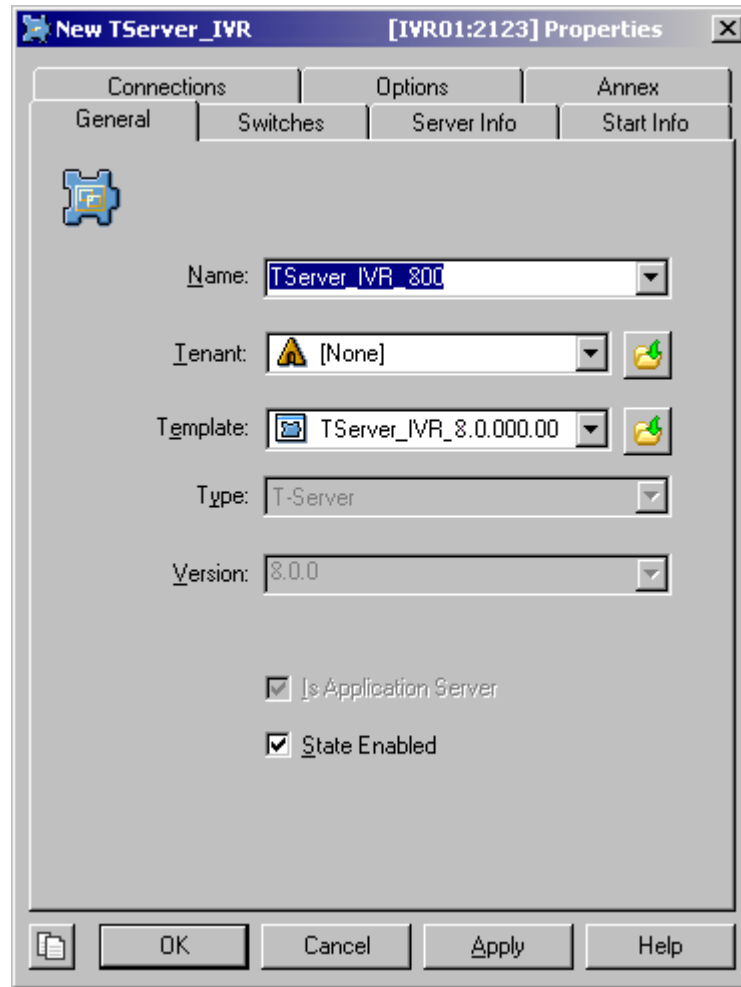 New TServer_IVR [IVR01:2123] Properties
Connections Options Annex
General Switches Server Info Start Info
Name: TServer_IVR_800
Tenant: [None]
Template: TServer_IVR_8.0.000.00
Type: T-Server
Version: 8.0.0
Is Application Server
State Enabled
OK Cancel Apply Help